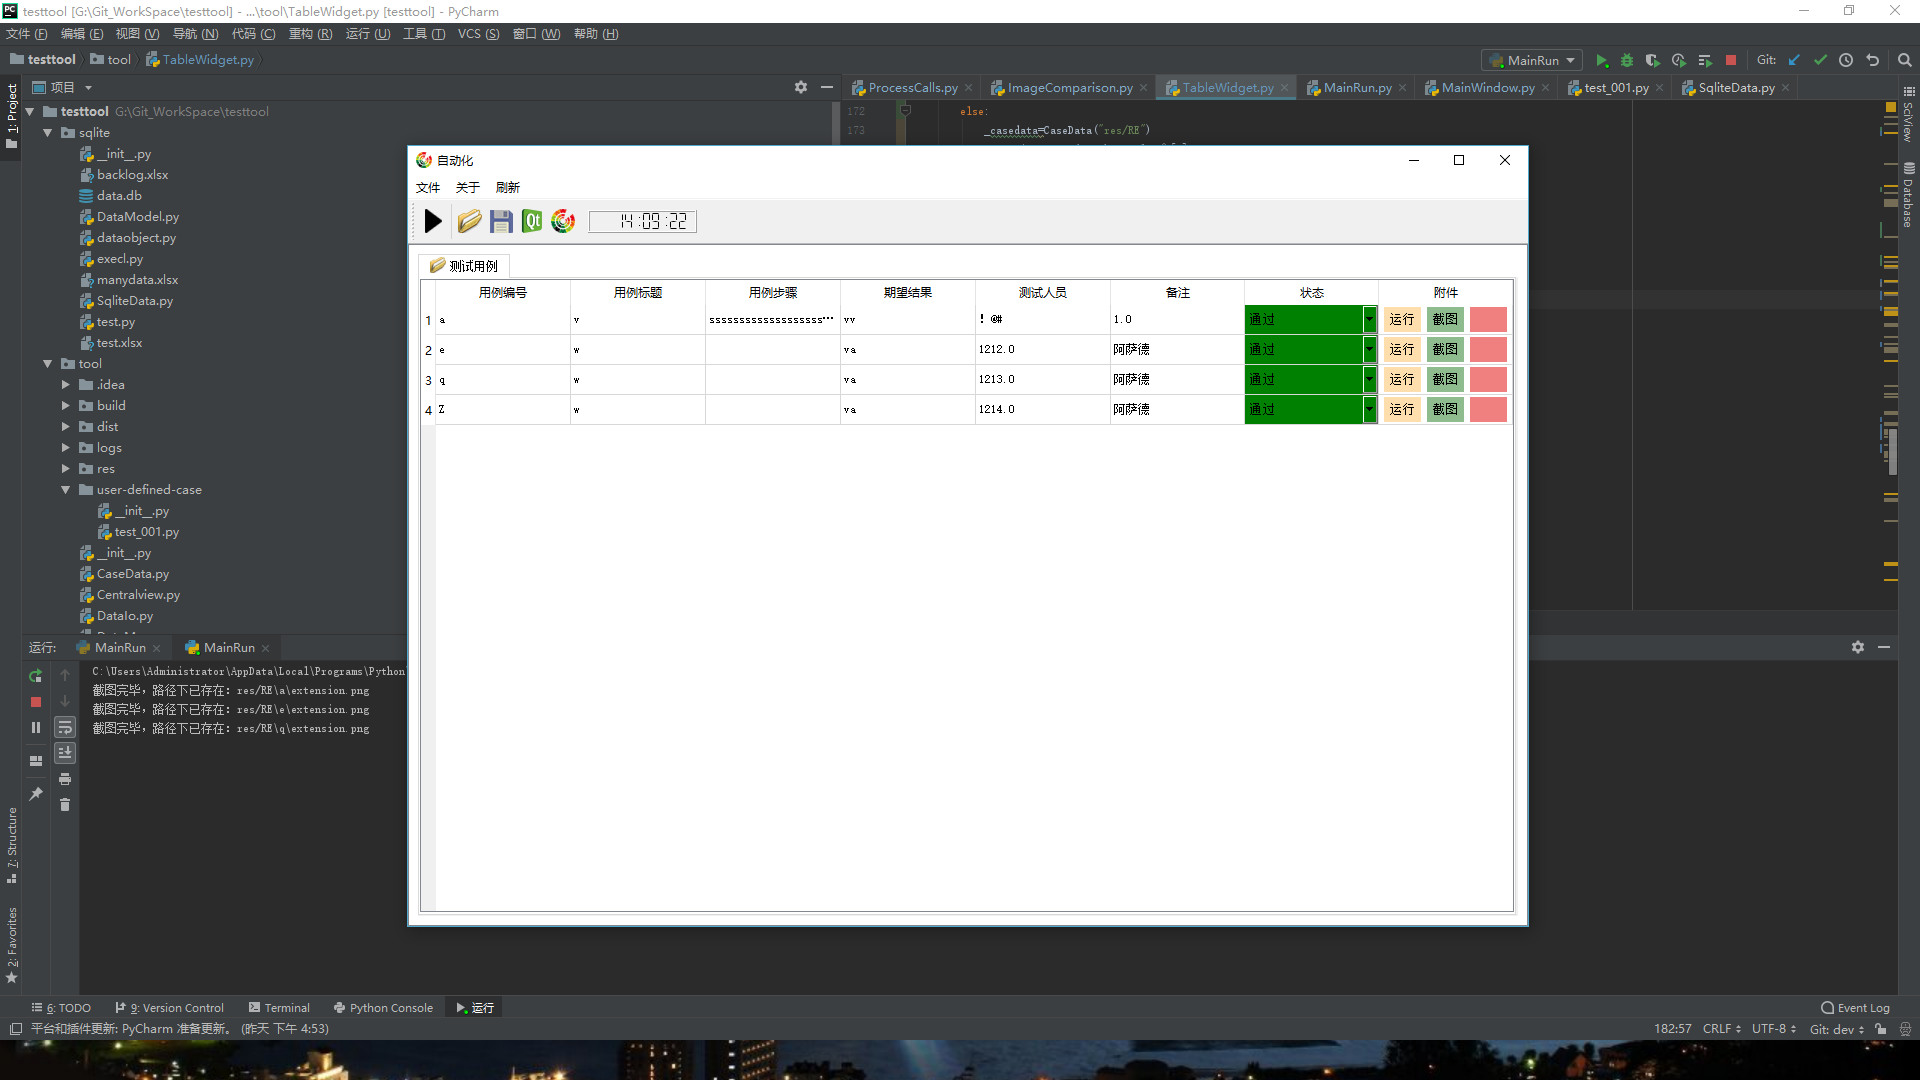 testtool [G:\Git_WorkSpace\testtool] - ...\tool\TableWidget.py [testtool] - PyCharm
文件 (F) 编辑 (E) 视图 (V) 导航 (N) 代码 (C) 重构 (R) 运行 (U) 工具 (T) VCS (S) 窗口 (W) 帮助 (H)
testtool tool TableWidget.py MainRun Git:
1: Project 项目 ProcessCalls.py ImageComparison.py TableWidget.py MainRun.py MainWindow.py test_001.py SqliteData.py
SciView
Database
testtool G:\Git_WorkSpace\testtool
sqlite
__init__.py
backlog.xlsx
data.db
DataModel.py
dataobject.py
execl.py
manydata.xlsx
SqliteData.py
test.py
test.xlsx
tool
.idea
build
dist
logs
res
user-defined-case
__init__.py
test_001.py
__init__.py
CaseData.py
Centralview.py
DataIo.py
172 else:
173 _casedata=CaseData("res/RE")
自动化
文件 关于 刷新
14:09:22
测试用例
用例编号 用例标题 用例步骤 期望结果 测试人员 备注 状态 附件
1 a v sssssssssssssssssss… vv ! @# 1.0 通过 运行 截图
2 e w va 1212.0 阿萨德 通过 运行 截图
3 q w va 1213.0 阿萨德 通过 运行 截图
4 Z w va 1214.0 阿萨德 通过 运行 截图
运行: MainRun MainRun
C:\Users\Administrator\AppData\Local\Programs\Python
截图完毕，路径下已存在: res/RE\a\extension.png
截图完毕，路径下已存在: res/RE\e\extension.png
截图完毕，路径下已存在: res/RE\q\extension.png
7: Structure
2: Favorites
6: TODO 9: Version Control Terminal Python Console 运行 Event Log
平台和插件更新: PyCharm 准备更新。 (昨天 下午 4:53) 182:57 CRLF UTF-8 Git: dev